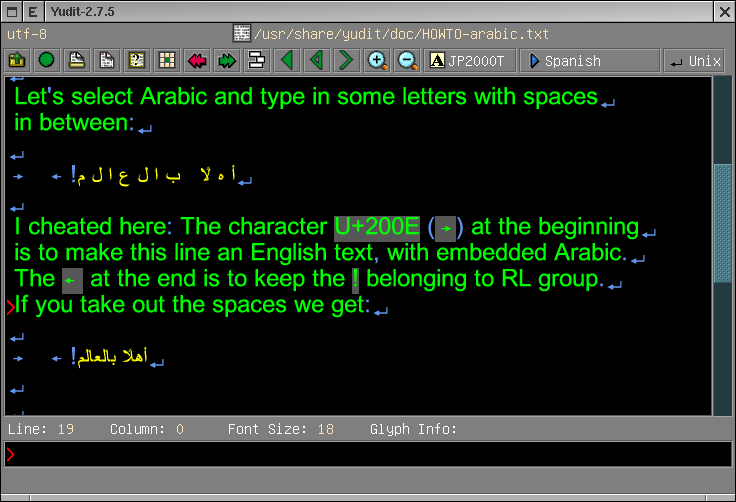 Yudit-2.7.5
utf-8 /usr/share/yudit/doc/HOWTO-arabic.txt
JP2000T Spanish Unix
Let's select Arabic and type in some letters with spaces
in between:
أ ه لا ب ا ل ع ا ل م!
I cheated here: The character U+200E (→) at the beginning
is to make this line an English text, with embedded Arabic.
The ← at the end is to keep the ! belonging to RL group.
If you take out the spaces we get:
أهلا بالعالم!
Line: 19 Column: 0 Font Size: 18 Glyph Info: